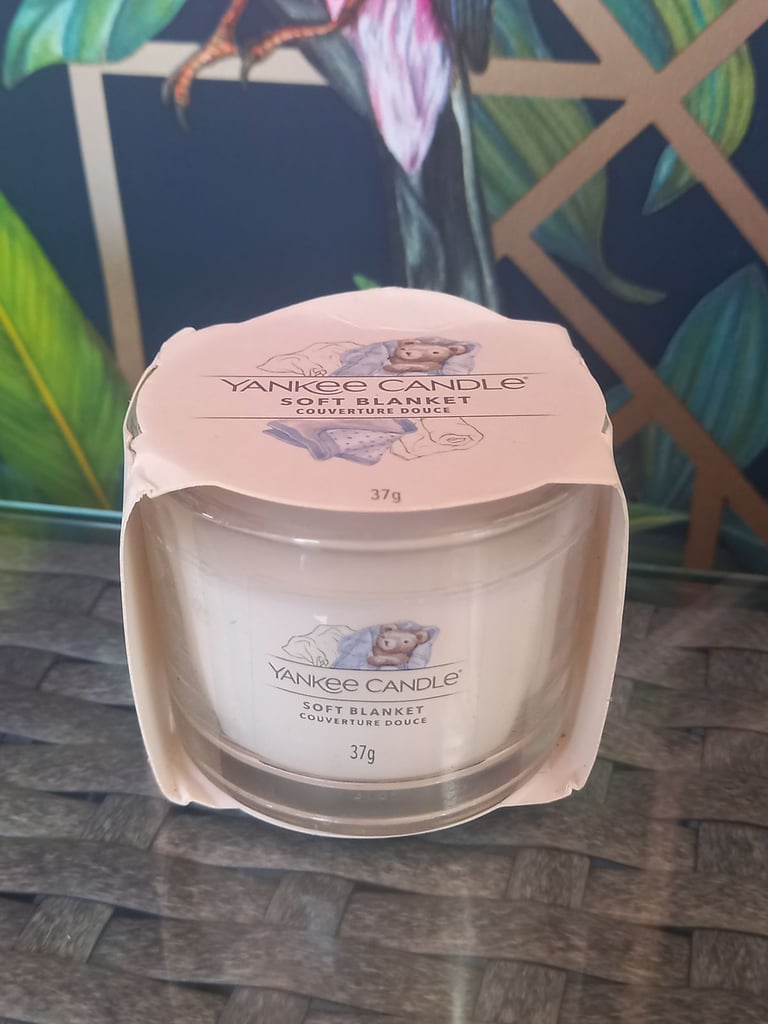 YANKEE CANDLE®
SOFT BLANKET
COUVERTURE DOUCE
37g
YANKEE CANDLE®
SOFT BLANKET
COUVERTURE DOUCE
37g